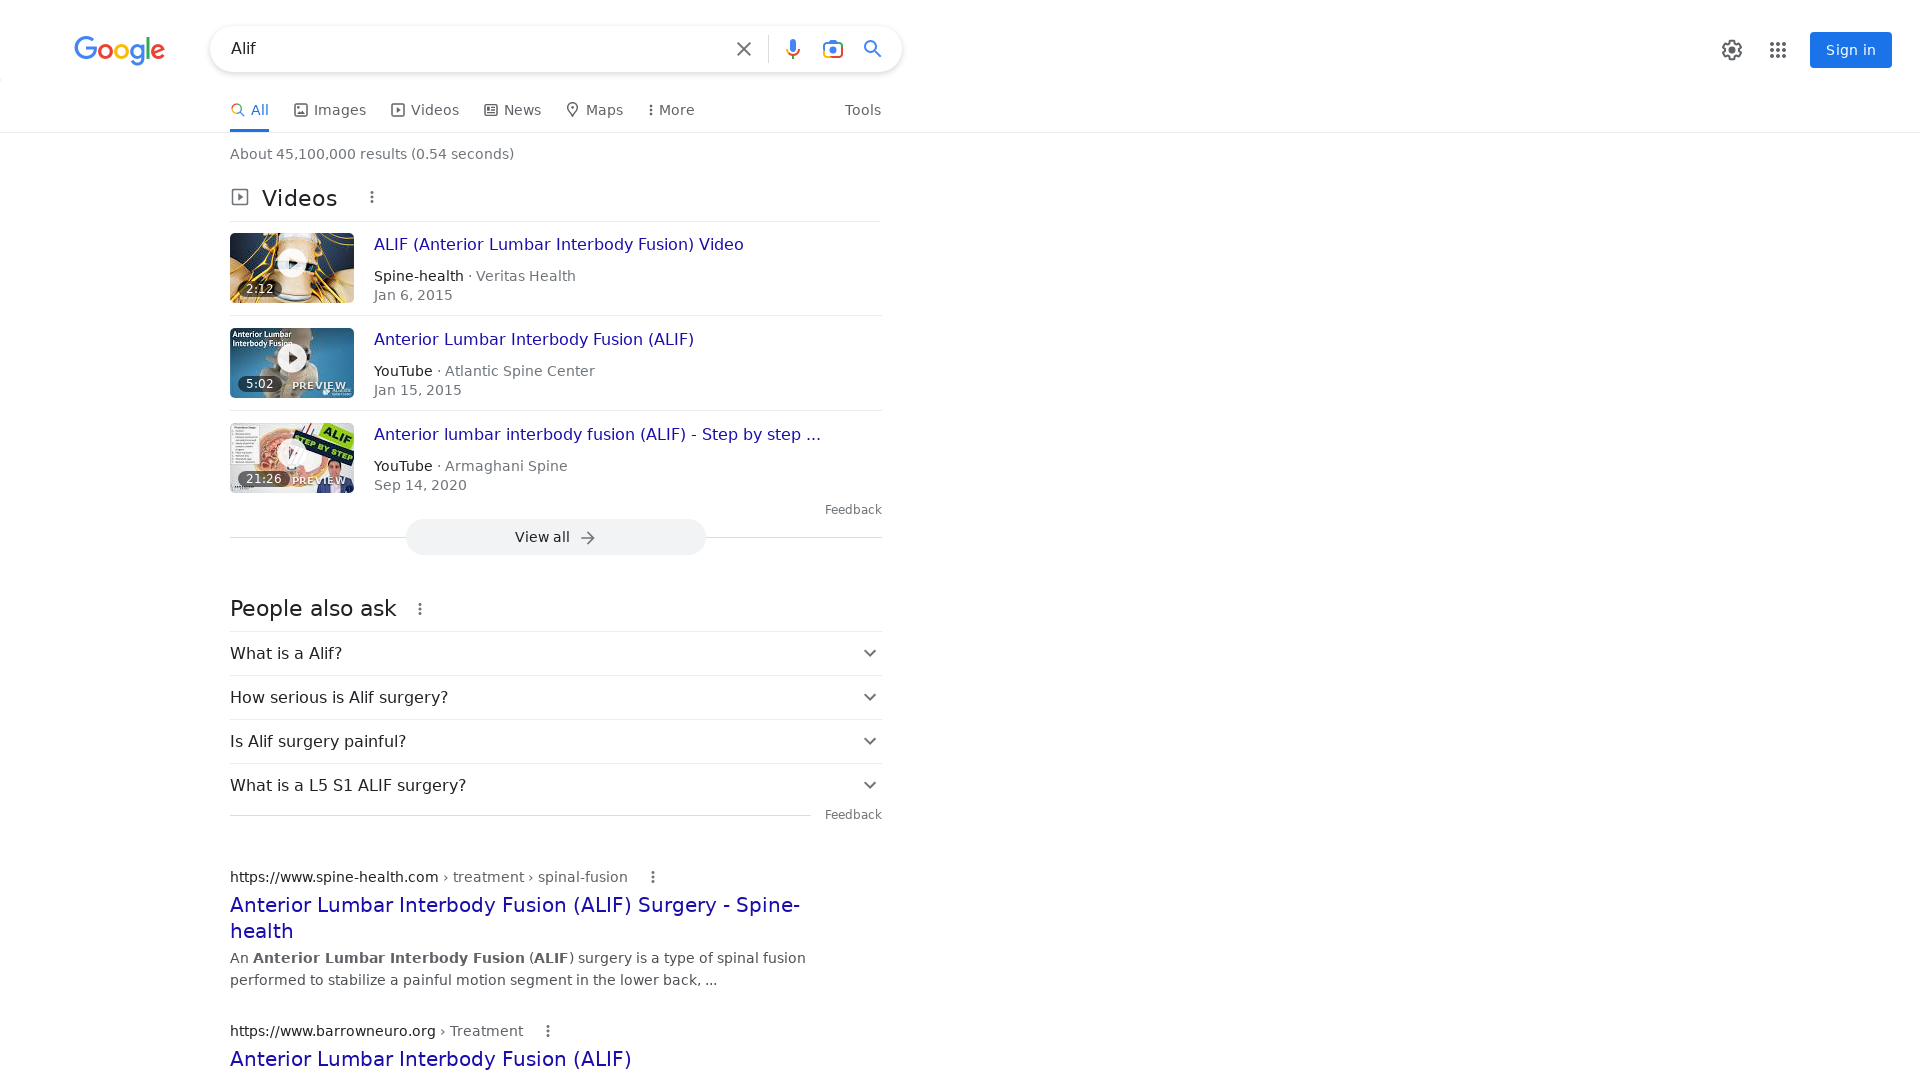 Google
Alif
Sign in
All
Images
Videos
News
Maps
More
Tools
About 45,100,000 results (0.54 seconds)
Videos
2:12
ALIF (Anterior Lumbar Interbody Fusion) Video
Spine-health · Veritas Health
Jan 6, 2015
Anterior Lumbar
Interbody Fusion
5:02
PREVIEW
Anterior Lumbar Interbody Fusion (ALIF)
YouTube · Atlantic Spine Center
Jan 15, 2015
ALIF
STEP BY STEP
21:26
PREVIEW
Anterior lumbar interbody fusion (ALIF) - Step by step ...
YouTube · Armaghani Spine
Sep 14, 2020
Feedback
View all
People also ask
What is a Alif?
How serious is Alif surgery?
Is Alif surgery painful?
What is a L5 S1 ALIF surgery?
Feedback
https://www.spine-health.com › treatment › spinal-fusion
Anterior Lumbar Interbody Fusion (ALIF) Surgery - Spine-
health
An Anterior Lumbar Interbody Fusion (ALIF) surgery is a type of spinal fusion
performed to stabilize a painful motion segment in the lower back, ...
https://www.barrowneuro.org › Treatment
Anterior Lumbar Interbody Fusion (ALIF)